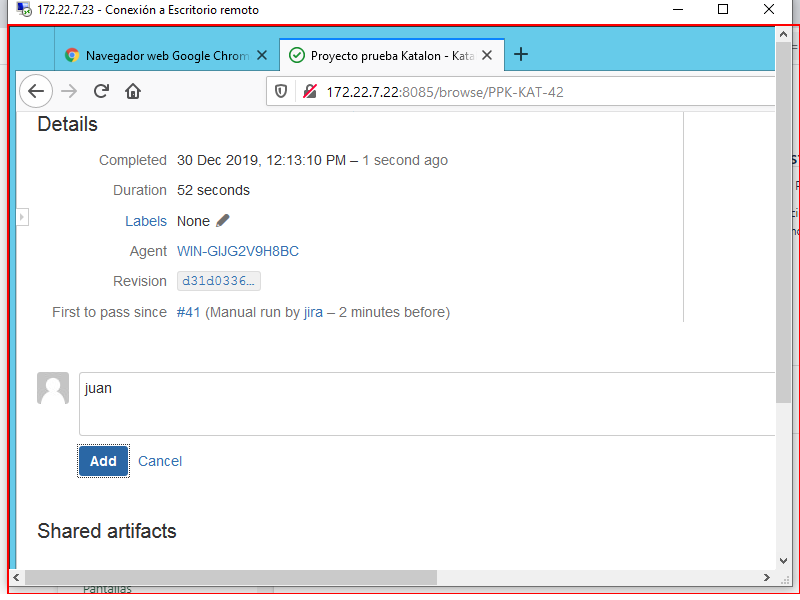 172.22.7.23 - Conexión a Escritorio remoto
Navegador web Google Chrom
Proyecto prueba Katalon - Kata
172.22.7.22:8085/browse/PPK-KAT-42
Details
Completed 30 Dec 2019, 12:13:10 PM – 1 second ago
Duration 52 seconds
Labels None
Agent WIN-GIJG2V9H8BC
Revision d31d0336…
First to pass since #41 (Manual run by jira – 2 minutes before)
juan
Add Cancel
Shared artifacts
Pantallas